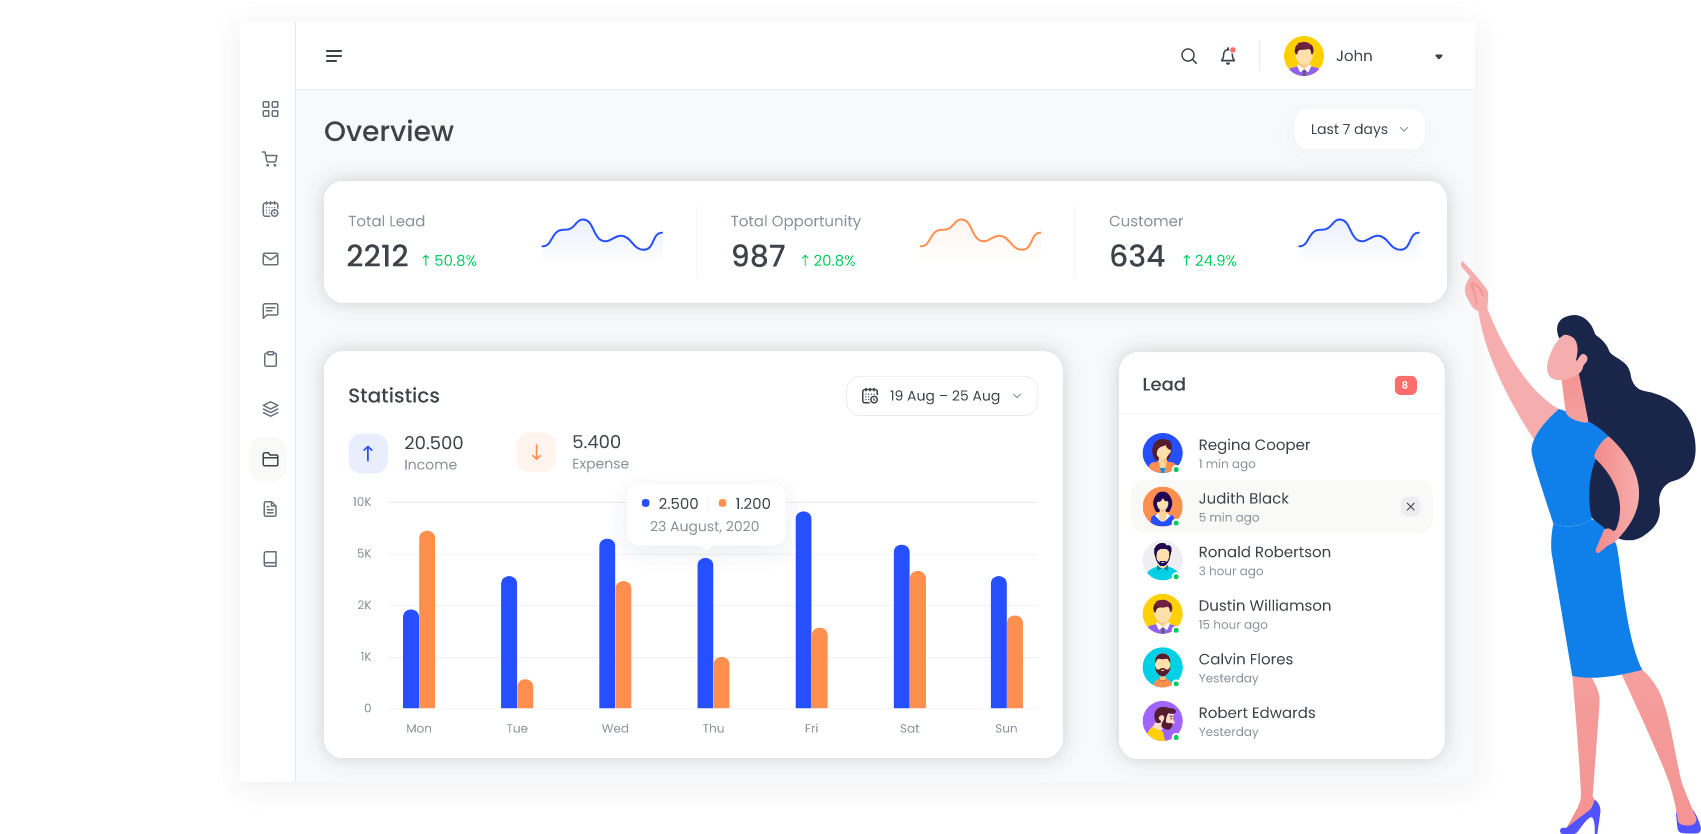 John
Overview
Last 7 days
Total Lead
2212 ↑ 50.8%
Total Opportunity
987 ↑ 20.8%
Customer
634 ↑ 24.9%
Statistics
19 Aug – 25 Aug
20.500
Income
5.400
Expense
2.500 1.200
23 August, 2020
10K
5K
2K
1K
0
Mon Tue Wed Thu Fri Sat Sun
Lead
8
Regina Cooper
1 min ago
Judith Black
5 min ago
Ronald Robertson
3 hour ago
Dustin Williamson
15 hour ago
Calvin Flores
Yesterday
Robert Edwards
Yesterday